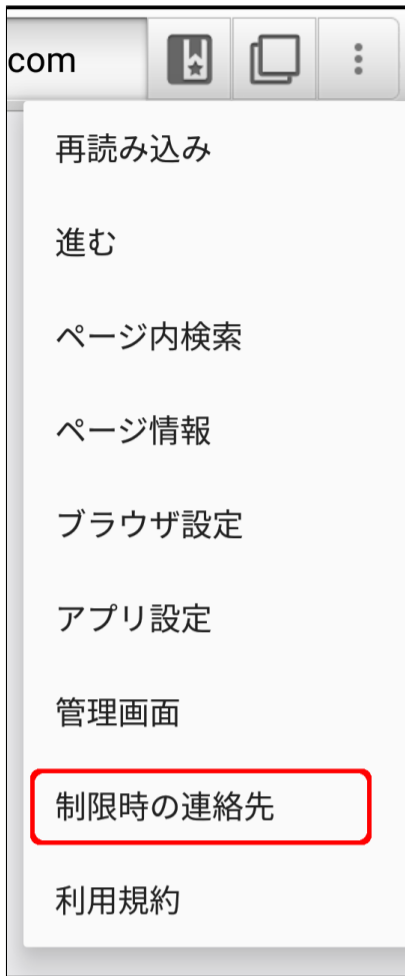 com
再読み込み
進む
ページ内検索
ページ情報
ブラウザ設定
アプリ設定
管理画面
制限時の連絡先
利用規約